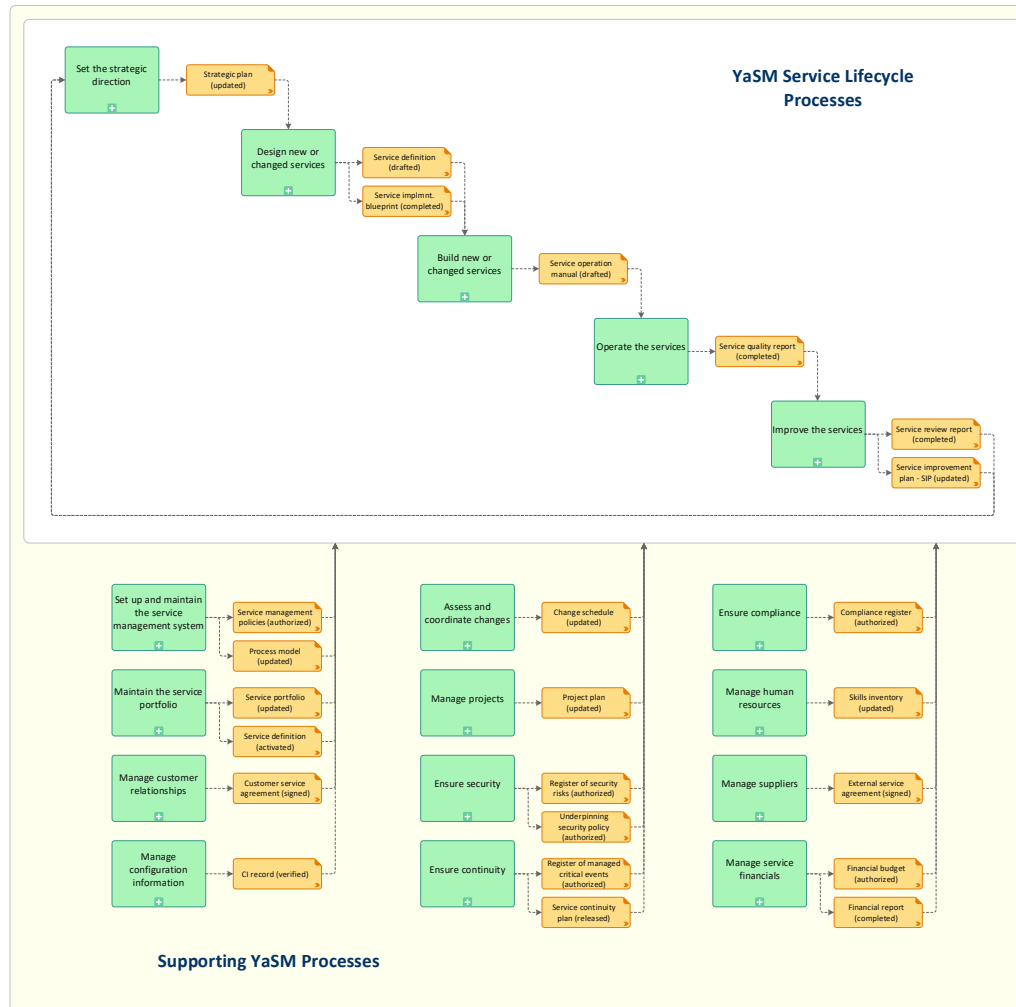 YaSM Service Lifecycle
Processes
Set the strategic
direction
Strategic plan
(updated)
Design new or
changed services
Service definition
(drafted)
Service implmnt.
blueprint (completed)
Build new or
changed services
Service operation
manual (drafted)
Operate the services
Service quality report
(completed)
Improve the services
Service review report
(completed)
Service improvement
plan - SIP (updated)
Set up and maintain
the service
management system
Service management
policies (authorized)
Process model
(updated)
Maintain the service
portfolio
Service portfolio
(updated)
Service definition
(activated)
Manage customer
relationships
Customer service
agreement (signed)
Manage
configuration
information
CI record (verified)
Assess and
coordinate changes
Change schedule
(updated)
Manage projects
Project plan
(updated)
Ensure security
Register of security
risks (authorized)
Underpinning
security policy
(authorized)
Ensure continuity
Register of managed
critical events
(authorized)
Service continuity
plan (released)
Ensure compliance
Compliance register
(authorized)
Manage human
resources
Skills inventory
(updated)
Manage suppliers
External service
agreement (signed)
Manage service
financials
Financial budget
(authorized)
Financial report
(completed)
Supporting YaSM Processes